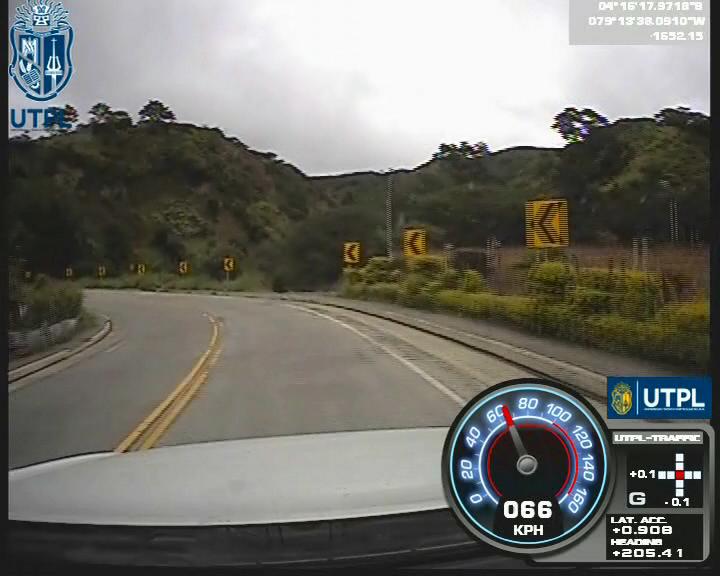 UTPL
04°16'17.9718"S
079°13'38.0910"W
1652.15
0 20 40 60 80 100 120 140 160
066
KPH
UTPL
UTPL-TRAFFIC
+0.1
G -0.1
LAT. ACC.
+0.908
HEADING
+205.41